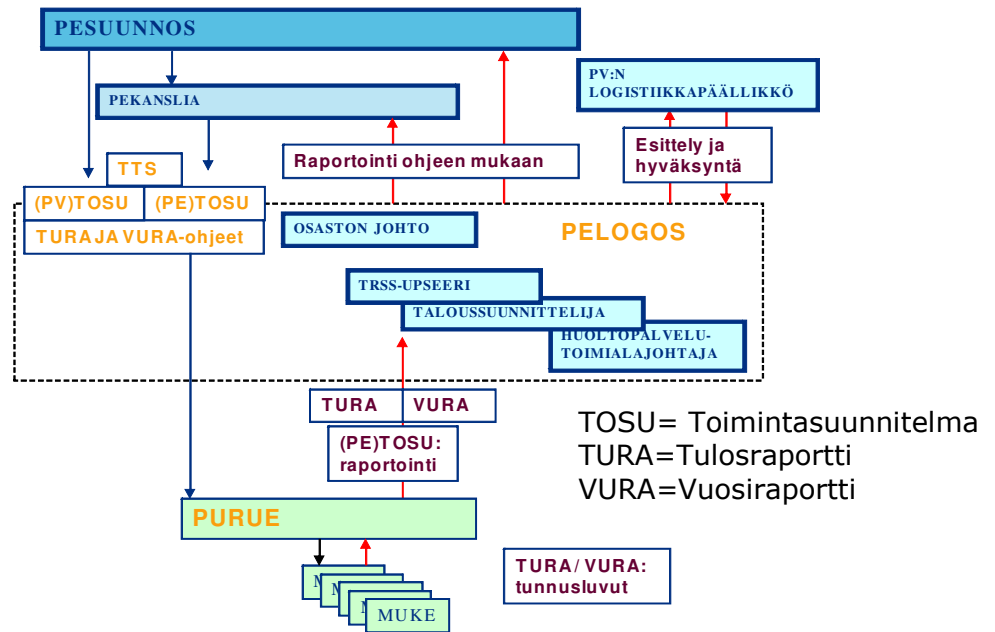 PESUUNNOS
PV:N
LOGISTIIKKAPÄÄLLIKKÖ
PEKANSLIA
Raportointi ohjeen mukaan
Esittely ja
hyväksyntä
TTS
(PV)TOSU
(PE)TOSU
TURAJA VURA-ohjeet
OSASTON JOHTO
PELOGOS
TRSS-UPSEERI
TALOUSSUUNNITTELIJA
HUOLTOPALVELU-
TOIMIALAJOHTAJA
TURA
VURA
(PE)TOSU:
raportointi
TOSU= Toimintasuunnitelma
TURA=Tulosraportti
VURA=Vuosiraportti
PURUE
TURA/VURA:
tunnusluvut
M
M
M
M
MUKE